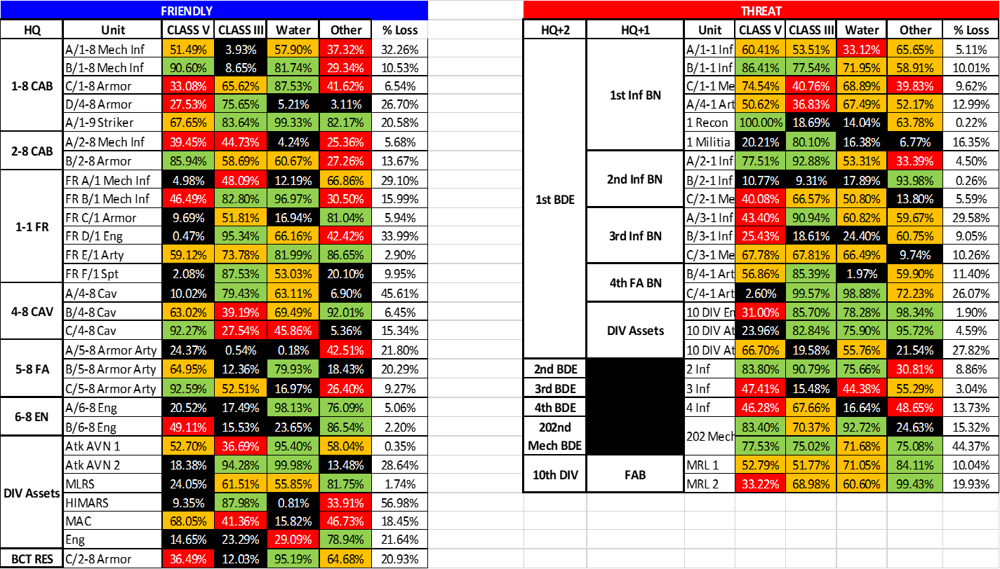 FRIENDLY THREAT
HQ Unit CLASS V CLASS III Water Other % Loss HQ+2 HQ+1 Unit CLASS V CLASS III Water Other % Loss
A/1-8 Mech Inf 51.49% 3.93% 57.90% 37.32% 32.26% A/1-1 Inf 60.41% 53.51% 33.12% 65.65% 5.11%
B/1-8 Mech Inf 90.60% 8.65% 81.74% 29.34% 10.53% B/1-1 Inf 86.41% 77.54% 71.95% 58.91% 10.01%
1-8 CAB C/1-8 Armor 33.08% 65.62% 87.53% 41.62% 6.54% 1st Inf BN C/1-1 Me 74.54% 40.76% 68.89% 39.83% 9.62%
D/4-8 Armor 27.53% 75.65% 5.21% 3.11% 26.70% A/4-1 Art 50.62% 36.83% 67.49% 52.17% 12.99%
A/1-9 Striker 67.65% 83.64% 99.33% 82.17% 20.58% 1 Recon 100.00% 18.69% 14.04% 63.78% 0.22%
2-8 CAB A/2-8 Mech Inf 39.45% 44.73% 4.24% 25.36% 5.68% 1 Militia 20.21% 80.10% 16.38% 6.77% 16.35%
B/2-8 Armor 85.94% 58.69% 60.67% 27.26% 13.67% A/2-1 Inf 77.51% 92.88% 53.31% 33.39% 4.50%
FR A/1 Mech Inf 4.98% 48.09% 12.19% 66.86% 29.10% 2nd Inf BN B/2-1 Inf 10.77% 9.31% 17.89% 93.98% 0.26%
FR B/1 Mech Inf 46.49% 82.80% 96.97% 30.50% 15.99% 1st BDE C/2-1 Me 40.08% 66.57% 50.80% 13.80% 5.59%
1-1 FR FR C/1 Armor 9.69% 51.81% 16.94% 81.04% 5.94% A/3-1 Inf 43.40% 90.94% 60.82% 59.67% 29.58%
FR D/1 Eng 0.47% 95.34% 66.16% 42.42% 33.99% 3rd Inf BN B/3-1 Inf 25.43% 18.61% 24.40% 60.75% 9.05%
FR E/1 Arty 59.12% 73.78% 81.99% 86.65% 2.90% C/3-1 Me 67.78% 67.81% 66.49% 9.74% 10.26%
FR F/1 Spt 2.08% 87.53% 53.03% 20.10% 9.95% 4th FA BN B/4-1 Art 56.86% 85.39% 1.97% 59.90% 11.40%
A/4-8 Cav 10.02% 79.43% 63.11% 6.90% 45.61% C/4-1 Art 2.60% 99.57% 98.88% 72.23% 26.07%
4-8 CAV B/4-8 Cav 63.02% 39.19% 69.49% 92.01% 6.45% 10 DIV En 31.00% 85.70% 78.28% 98.34% 1.90%
C/4-8 Cav 92.27% 27.54% 45.86% 5.36% 15.34% DIV Assets 10 DIV At 23.96% 82.84% 75.90% 95.72% 4.59%
A/5-8 Armor Arty 24.37% 0.54% 0.18% 42.51% 21.80% 10 DIV At 66.70% 19.58% 55.76% 21.54% 27.82%
5-8 FA B/5-8 Armor Arty 64.95% 12.36% 79.93% 18.43% 20.29% 2nd BDE 2 Inf 83.80% 90.79% 75.66% 30.81% 8.86%
C/5-8 Armor Arty 92.59% 52.51% 16.97% 26.40% 9.27% 3rd BDE 3 Inf 47.41% 15.48% 44.38% 55.29% 3.04%
6-8 EN A/6-8 Eng 20.52% 17.49% 98.13% 76.09% 5.06% 4th BDE 4 Inf 46.28% 67.66% 16.64% 48.65% 13.73%
B/6-8 Eng 49.11% 15.53% 23.65% 86.54% 2.20% 202nd 202 Mech 83.40% 70.37% 92.72% 24.63% 15.32%
Atk AVN 1 52.70% 36.69% 95.40% 58.04% 0.35% Mech BDE 77.53% 75.02% 71.68% 75.08% 44.37%
Atk AVN 2 18.38% 94.28% 99.98% 13.48% 28.64% 10th DIV FAB MRL 1 52.79% 51.77% 71.05% 84.11% 10.04%
DIV Assets MLRS 24.05% 61.51% 55.85% 81.75% 1.74% MRL 2 33.22% 68.98% 60.60% 99.43% 19.93%
HIMARS 9.35% 87.98% 0.81% 33.91% 56.98%
MAC 68.05% 41.36% 15.82% 46.73% 18.45%
Eng 14.65% 23.29% 29.09% 78.94% 21.64%
BCT RES C/2-8 Armor 36.49% 12.03% 95.19% 64.68% 20.93%